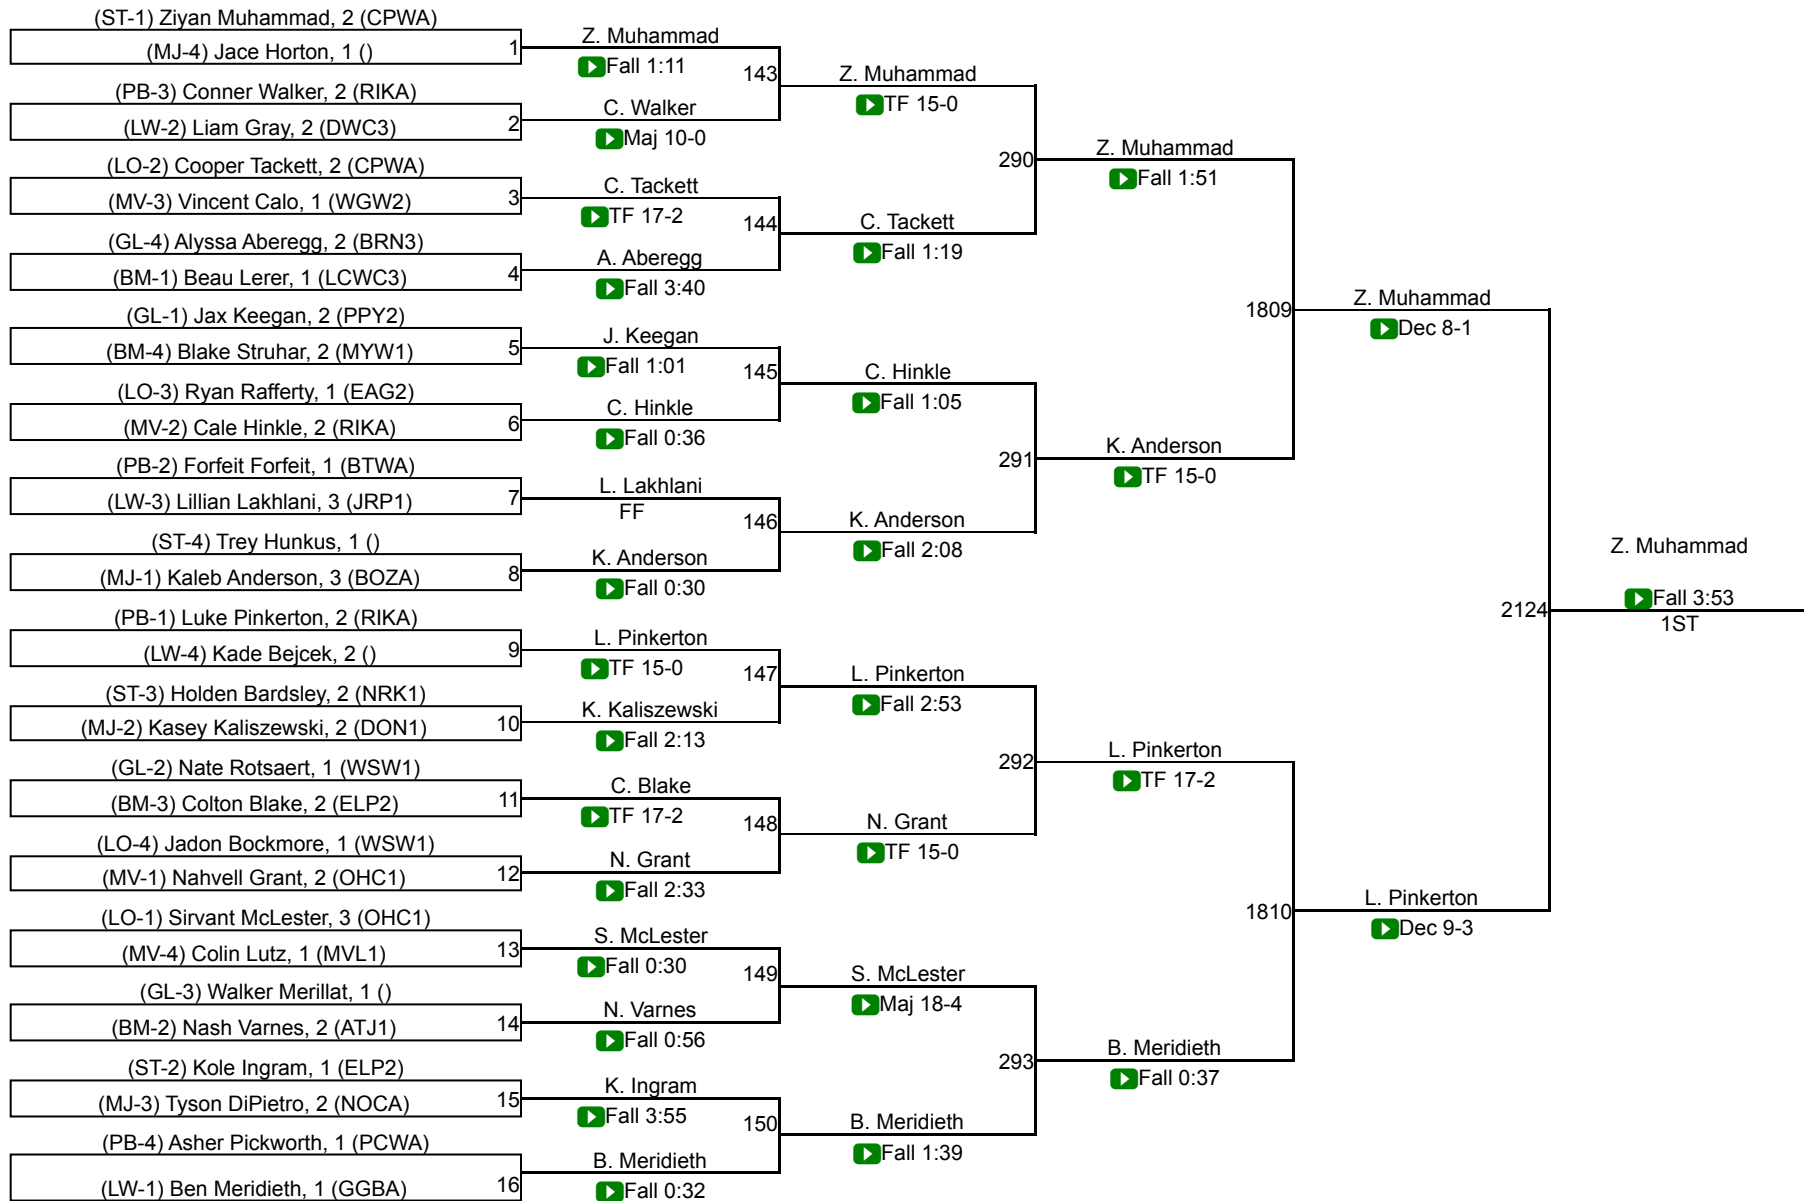 (ST-1) Ziyan Muhammad, 2 (CPWA)
(MJ-4) Jace Horton, 1 ()
1
(PB-3) Conner Walker, 2 (RIKA)
(LW-2) Liam Gray, 2 (DWC3)
2
(LO-2) Cooper Tackett, 2 (CPWA)
(MV-3) Vincent Calo, 1 (WGW2)
3
(GL-4) Alyssa Aberegg, 2 (BRN3)
(BM-1) Beau Lerer, 1 (LCWC3)
4
(GL-1) Jax Keegan, 2 (PPY2)
(BM-4) Blake Struhar, 2 (MYW1)
5
(LO-3) Ryan Rafferty, 1 (EAG2)
(MV-2) Cale Hinkle, 2 (RIKA)
6
(PB-2) Forfeit Forfeit, 1 (BTWA)
(LW-3) Lillian Lakhlani, 3 (JRP1)
7
(ST-4) Trey Hunkus, 1 ()
(MJ-1) Kaleb Anderson, 3 (BOZA)
8
(PB-1) Luke Pinkerton, 2 (RIKA)
(LW-4) Kade Bejcek, 2 ()
9
(ST-3) Holden Bardsley, 2 (NRK1)
(MJ-2) Kasey Kaliszewski, 2 (DON1)
10
(GL-2) Nate Rotsaert, 1 (WSW1)
(BM-3) Colton Blake, 2 (ELP2)
11
(LO-4) Jadon Bockmore, 1 (WSW1)
(MV-1) Nahvell Grant, 2 (OHC1)
12
(LO-1) Sirvant McLester, 3 (OHC1)
(MV-4) Colin Lutz, 1 (MVL1)
13
(GL-3) Walker Merillat, 1 ()
(BM-2) Nash Varnes, 2 (ATJ1)
14
(ST-2) Kole Ingram, 1 (ELP2)
(MJ-3) Tyson DiPietro, 2 (NOCA)
15
(PB-4) Asher Pickworth, 1 (PCWA)
(LW-1) Ben Meridieth, 1 (GGBA)
16
Z. Muhammad
Fall 1:11
143
C. Walker
Maj 10-0
C. Tackett
TF 17-2
144
A. Aberegg
Fall 3:40
J. Keegan
Fall 1:01
145
C. Hinkle
Fall 0:36
L. Lakhlani
FF
146
K. Anderson
Fall 0:30
L. Pinkerton
TF 15-0
147
K. Kaliszewski
Fall 2:13
C. Blake
TF 17-2
148
N. Grant
Fall 2:33
S. McLester
Fall 0:30
149
N. Varnes
Fall 0:56
K. Ingram
Fall 3:55
150
B. Meridieth
Fall 0:32
Z. Muhammad
TF 15-0
290
C. Tackett
Fall 1:19
C. Hinkle
Fall 1:05
291
K. Anderson
Fall 2:08
L. Pinkerton
Fall 2:53
292
N. Grant
TF 15-0
S. McLester
Maj 18-4
293
B. Meridieth
Fall 1:39
Z. Muhammad
Fall 1:51
1809
K. Anderson
TF 15-0
L. Pinkerton
TF 17-2
1810
B. Meridieth
Fall 0:37
Z. Muhammad
Dec 8-1
2124
L. Pinkerton
Dec 9-3
Z. Muhammad
Fall 3:53
1ST